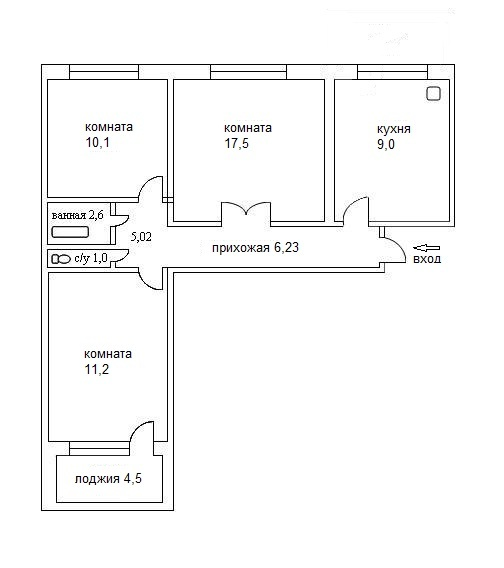 комната
10,1
комната
17,5
кухня
9,0
ванная 2,6
5,02
прихожая 6,23
вход
с/у 1,0
комната
11,2
лоджия 4,5